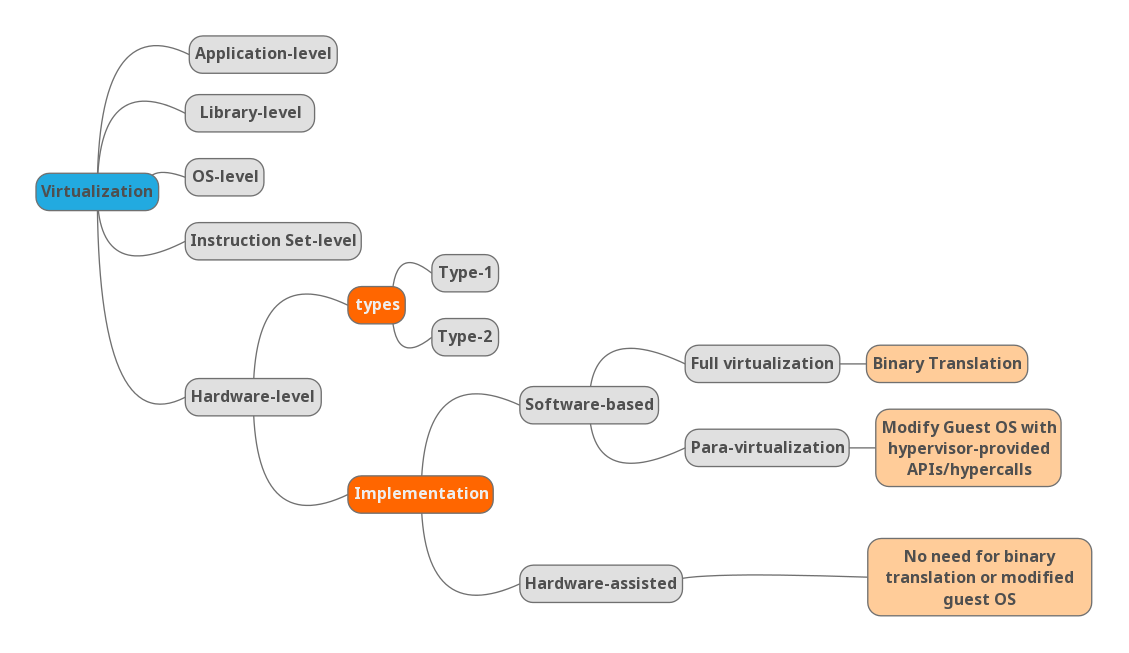 Application-level
Library-level
OS-level
Virtualization
Instruction Set-level
Type-1
types
Type-2
Hardware-level
Full virtualization
Binary Translation
Software-based
Modify Guest OS with
hypervisor-provided
APIs/hypercalls
Para-virtualization
Implementation
Hardware-assisted
No need for binary
translation or modified
guest OS